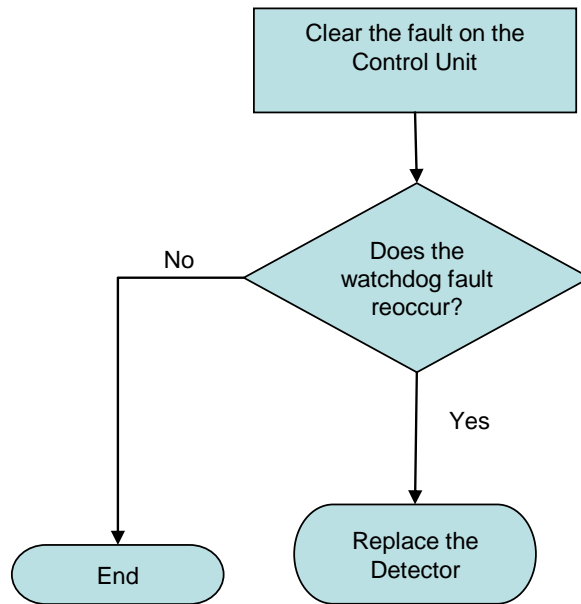 Clear the fault on the
Control Unit
Does the
watchdog fault
reoccur?
No
Yes
End
Replace the
Detector